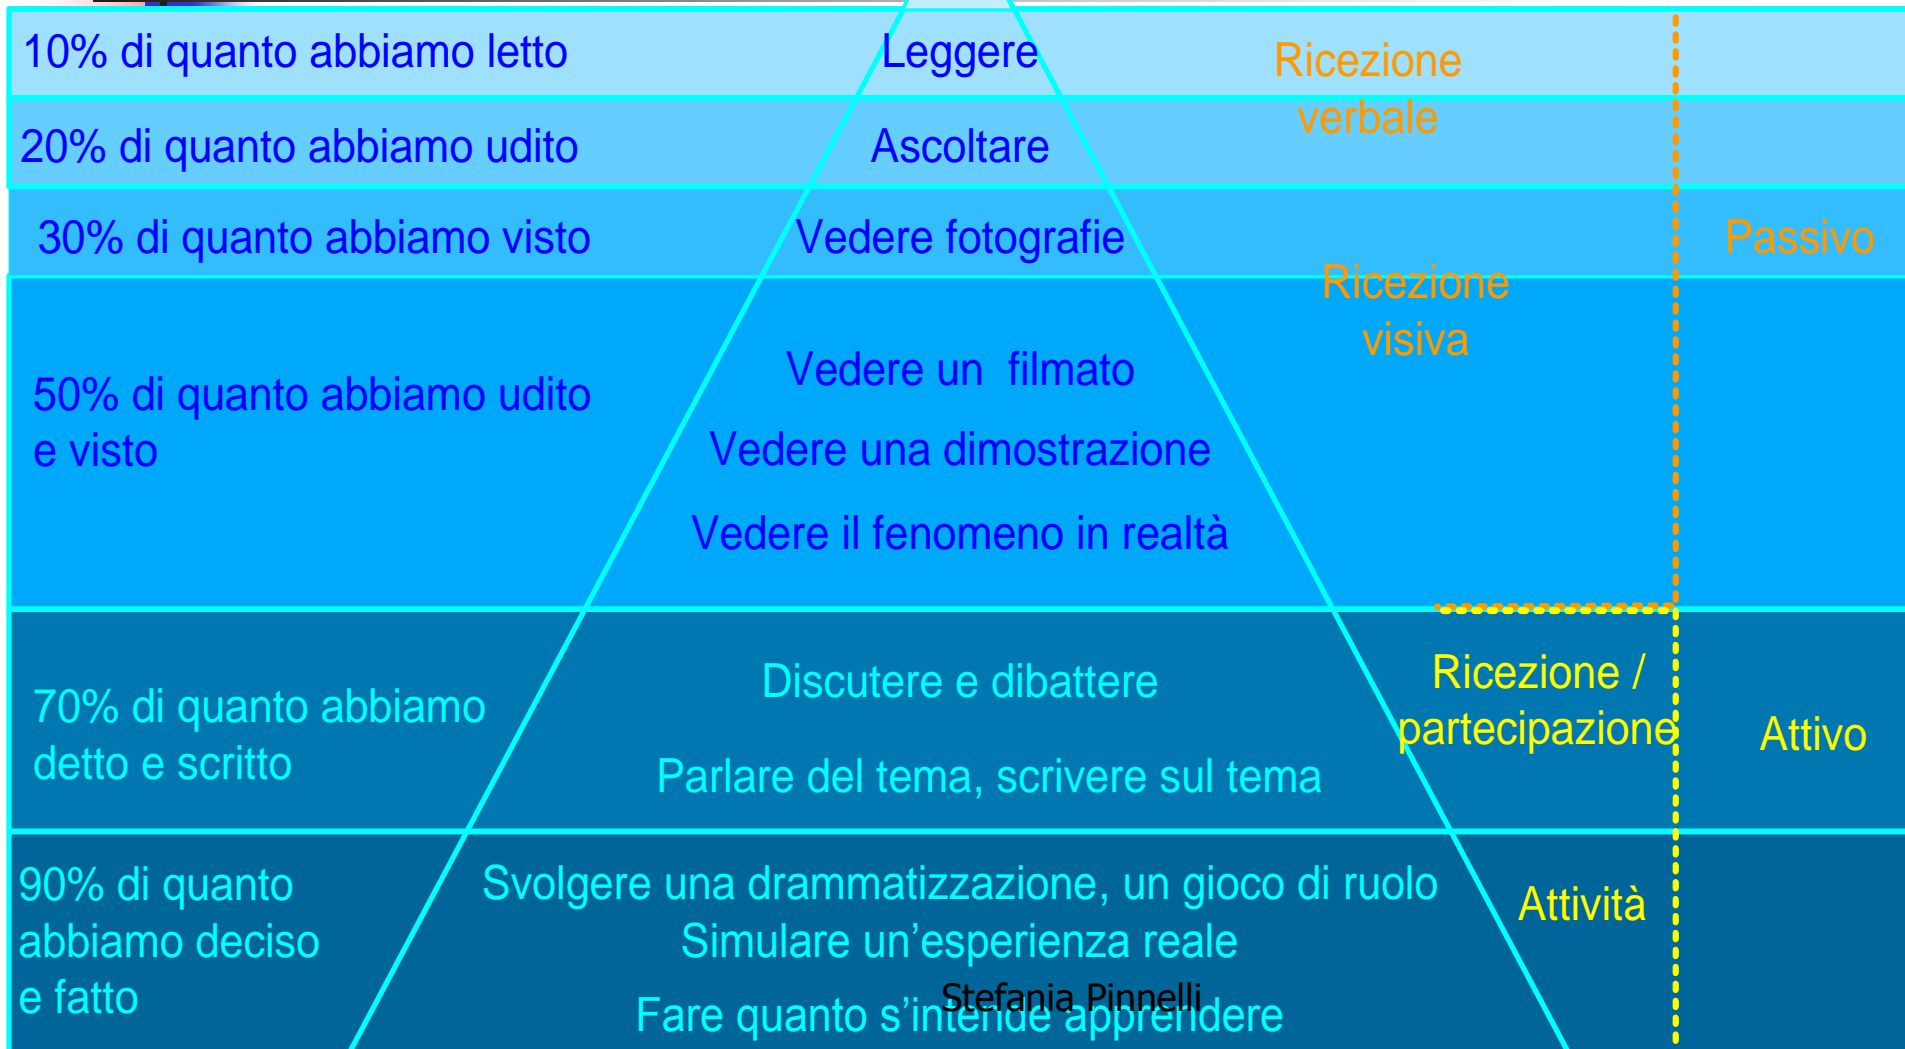 10% di quanto abbiamo letto
Leggere
Ricezione
verbale
20% di quanto abbiamo udito
Ascoltare
30% di quanto abbiamo visto
Vedere fotografie
Passivo
Ricezione
visiva
50% di quanto abbiamo udito
e visto
Vedere un filmato
Vedere una dimostrazione
Vedere il fenomeno in realtà
70% di quanto abbiamo
detto e scritto
Discutere e dibattere
Parlare del tema, scrivere sul tema
Ricezione /
partecipazione
Attivo
90% di quanto
abbiamo deciso
e fatto
Svolgere una drammatizzazione, un gioco di ruolo
Simulare un’esperienza reale
Fare quanto s’intende apprendere
Attività
Stefania Pinnelli